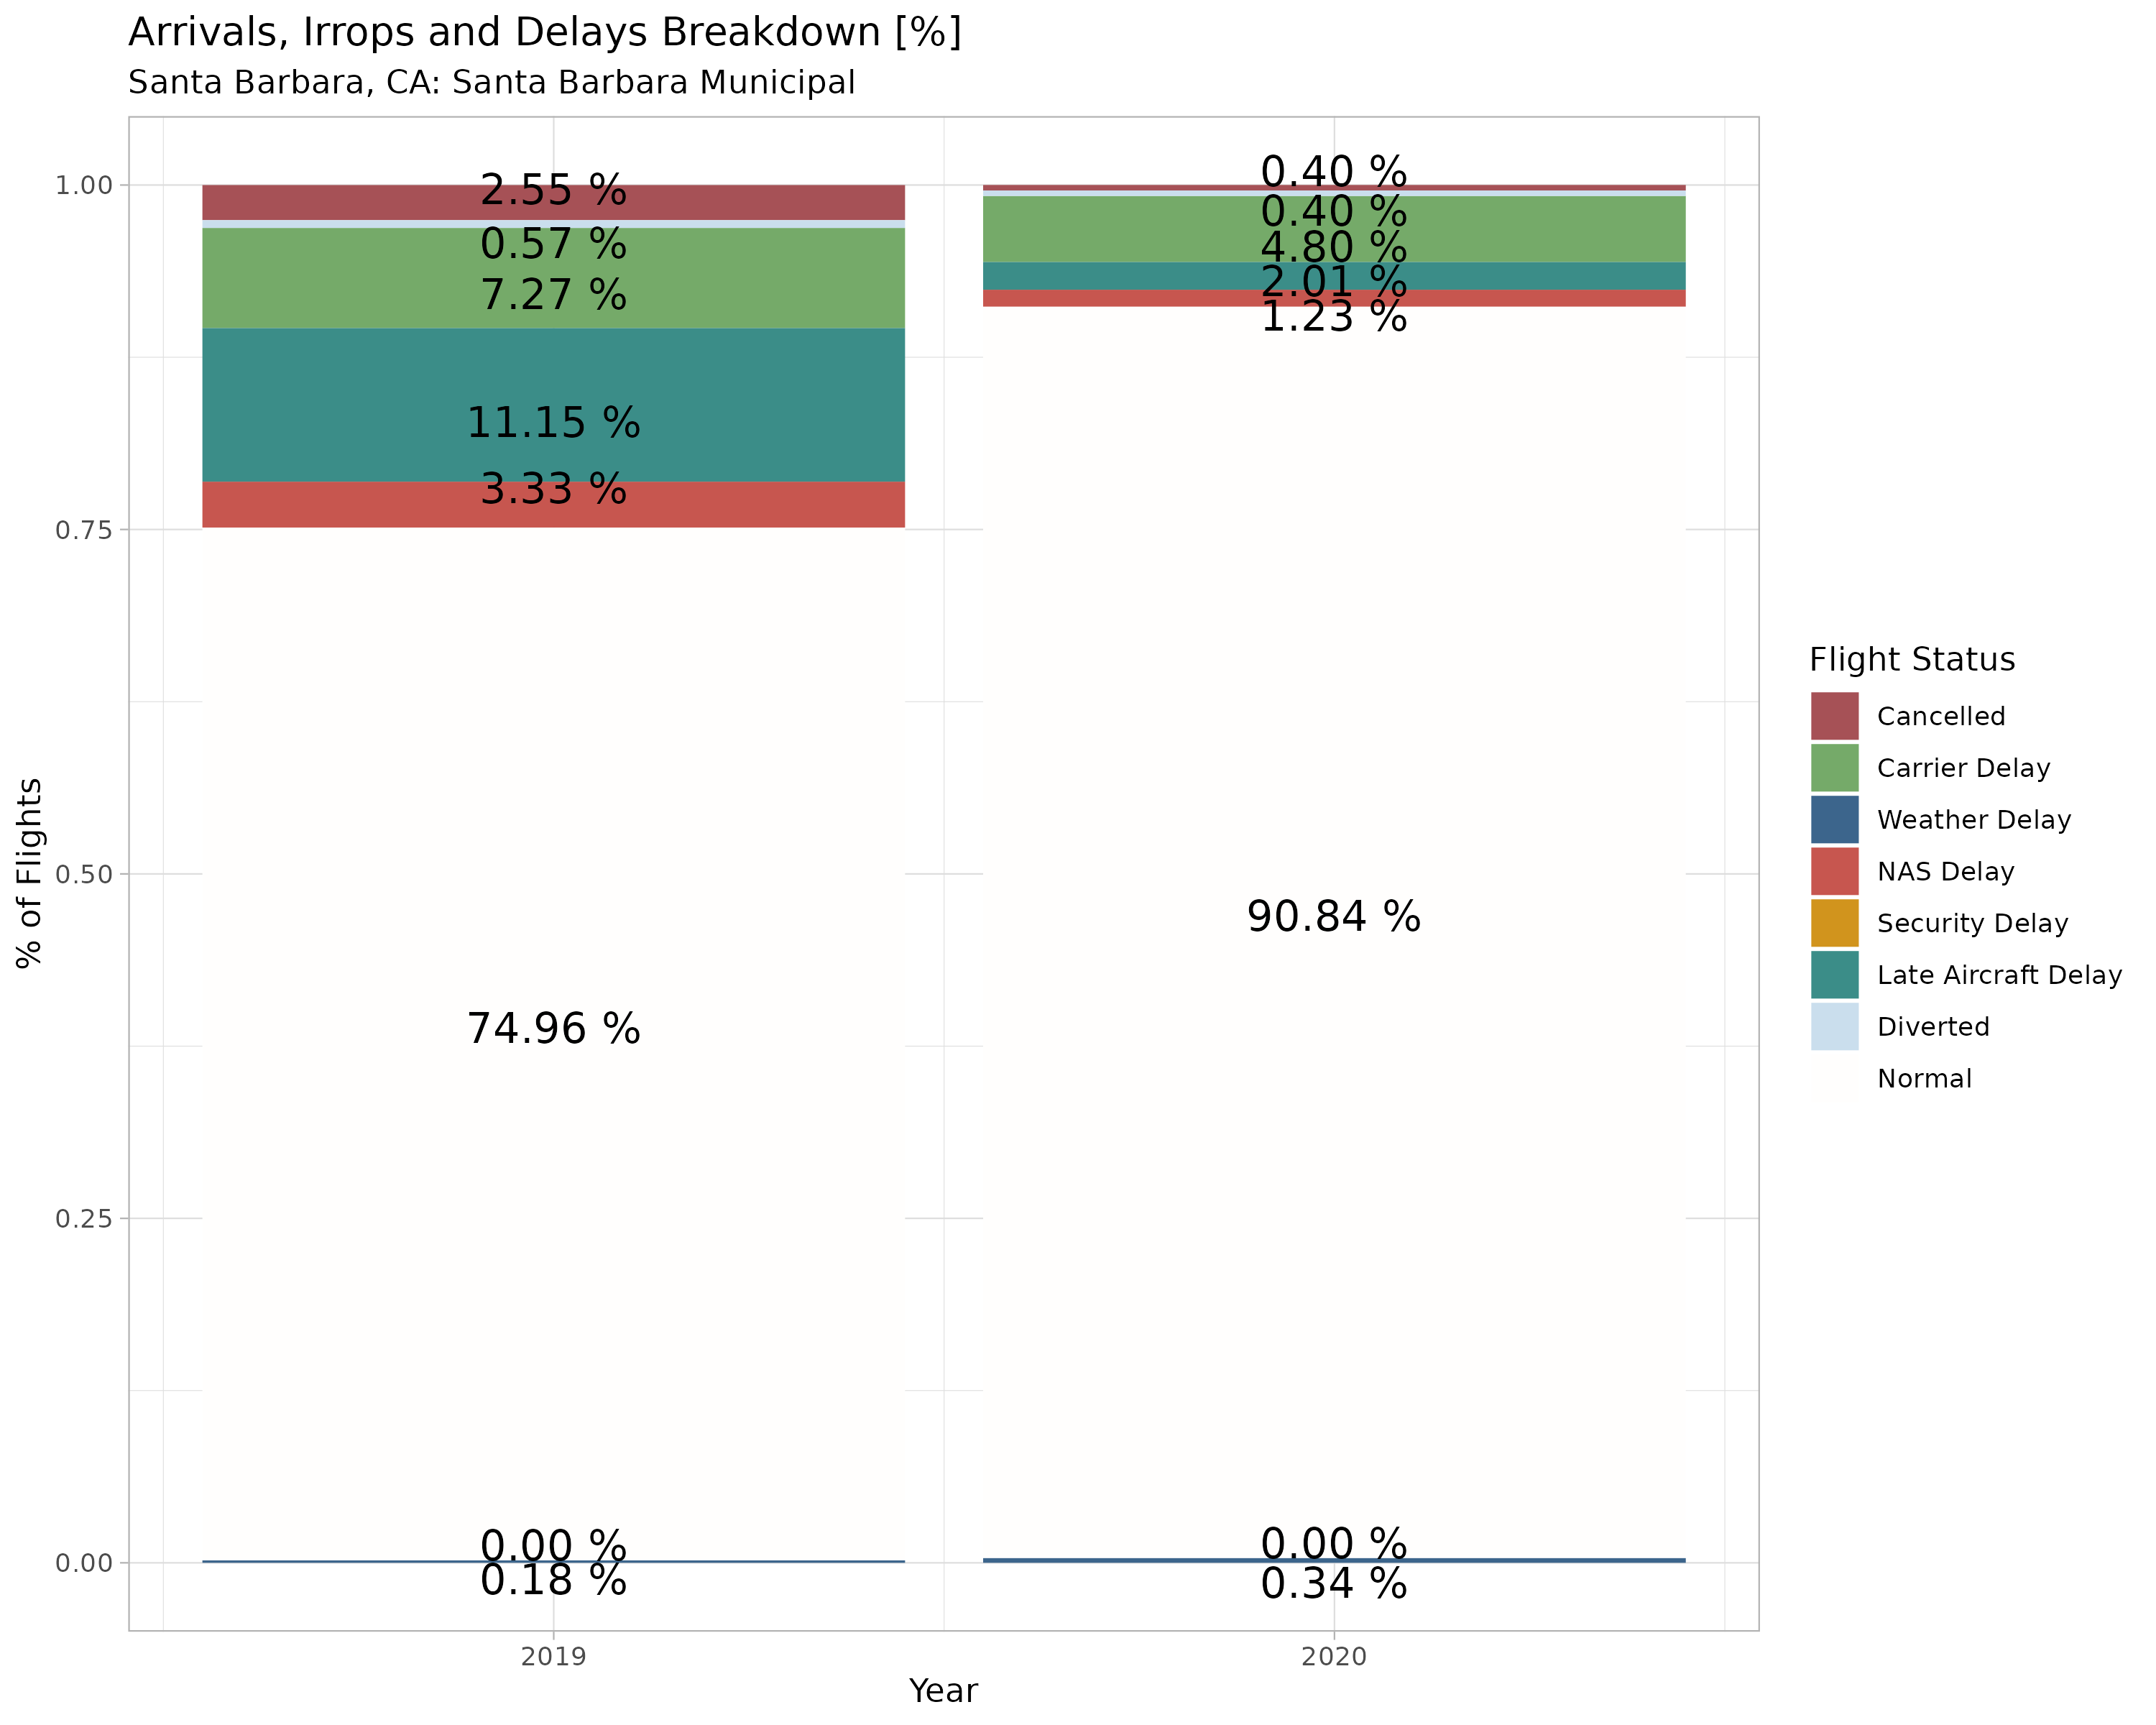 Arrivals, Irrops and Delays Breakdown [%]
Santa Barbara, CA: Santa Barbara Municipal
% of Flights
1.00
0.75
0.50
0.25
0.00
2.55 %
0.57 %
7.27 %
11.15 %
3.33 %
74.96 %
0.00 %
0.18 %
0.40 %
0.40 %
4.80 %
2.01 %
1.23 %
90.84 %
0.00 %
0.34 %
2019
2020
Year
Flight Status
Cancelled
Carrier Delay
Weather Delay
NAS Delay
Security Delay
Late Aircraft Delay
Diverted
Normal